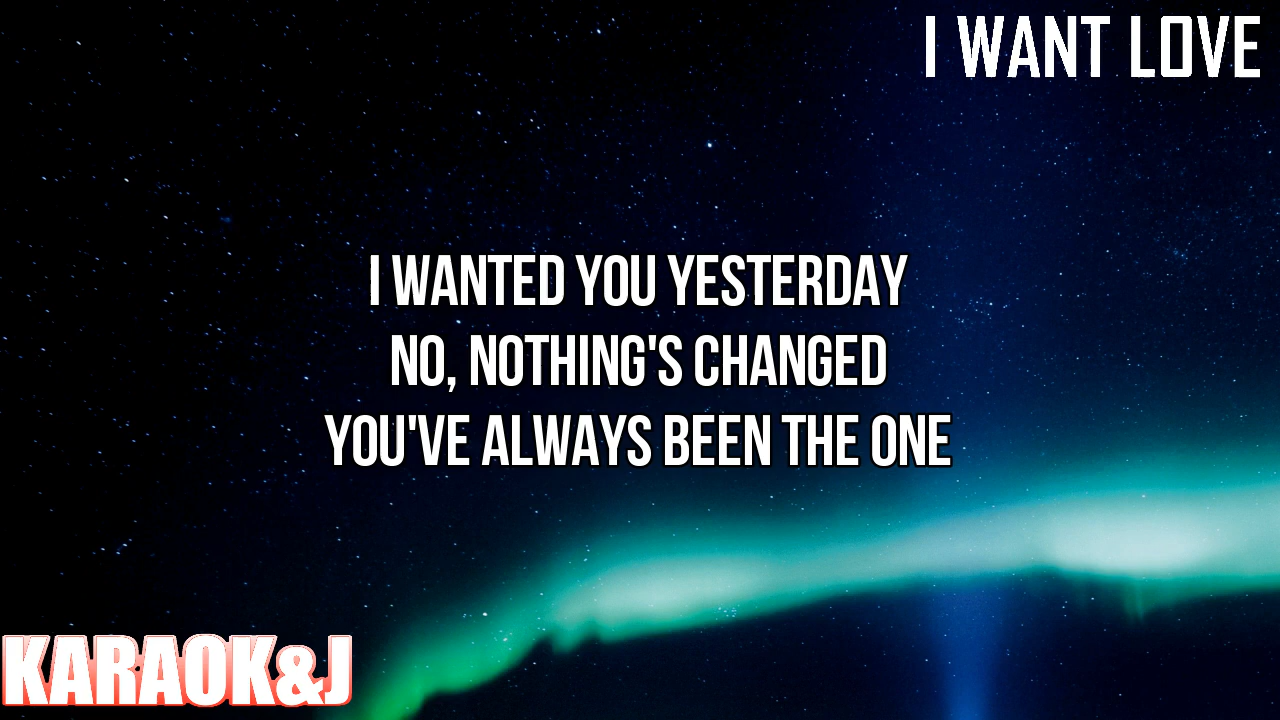 I WANT LOVE
I WANTED YOU YESTERDAY
NO, NOTHING'S CHANGED
YOU'VE ALWAYS BEEN THE ONE
KARAOK&J